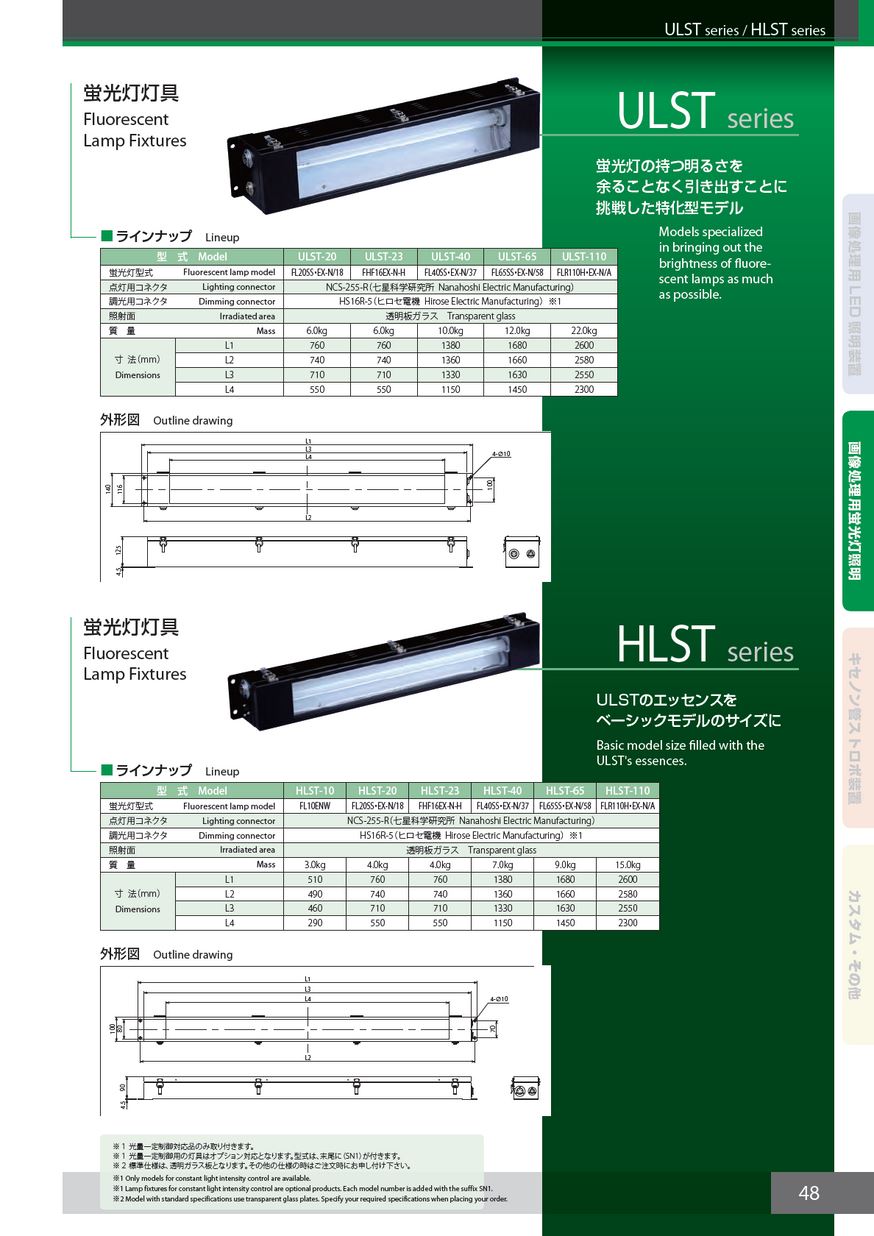 ULST series / HLST series
蛍光灯灯具
Fluorescent
Lamp Fixtures
ULST series
蛍光灯の持つ明るさを
余ることなく引き出すことに
挑戦した特化型モデル
Models specialized
in bringing out the
brightness of fluore-
scent lamps as much
as possible.
■ ラインナップ Lineup
型 式 Model ULST-20 ULST-23 ULST-40 ULST-65 ULST-110
蛍光灯型式 Fluorescent lamp model FL20SS・EX-N/18 FHF16EX-N-H FL40SS・EX-N/37 FL65SS・EX-N/58 FLR110H・EX-N/A
点灯用コネクタ Lighting connector NCS-255-R（七星科学研究所 Nanahoshi Electric Manufacturing）
調光用コネクタ Dimming connector HS16R-5（ヒロセ電機 Hirose Electric Manufacturing） ※1
照射面 Irradiated area 透明板ガラス Transparent glass
質 量 Mass 6.0kg 6.0kg 10.0kg 12.0kg 22.0kg
寸 法（mm） Dimensions
L1 760 760 1380 1680 2600
L2 740 740 1360 1660 2580
L3 710 710 1330 1630 2550
L4 550 550 1150 1450 2300
外形図 Outline drawing
L1
L3
L4
4-∅10
140
116
100
L2
125
4.5
蛍光灯灯具
Fluorescent
Lamp Fixtures
HLST series
ULSTのエッセンスを
ベーシックモデルのサイズに
Basic model size filled with the
ULST's essences.
■ ラインナップ Lineup
型 式 Model HLST-10 HLST-20 HLST-23 HLST-40 HLST-65 HLST-110
蛍光灯型式 Fluorescent lamp model FL10ENW FL20SS・EX-N/18 FHF16EX-N-H FL40SS・EX-N/37 FL65SS・EX-N/58 FLR110H・EX-N/A
点灯用コネクタ Lighting connector NCS-255-R（七星科学研究所 Nanahoshi Electric Manufacturing）
調光用コネクタ Dimming connector HS16R-5（ヒロセ電機 Hirose Electric Manufacturing） ※1
照射面 Irradiated area 透明板ガラス Transparent glass
質 量 Mass 3.0kg 4.0kg 4.0kg 7.0kg 9.0kg 15.0kg
寸 法（mm） Dimensions
L1 510 760 760 1380 1680 2600
L2 490 740 740 1360 1660 2580
L3 460 710 710 1330 1630 2550
L4 290 550 550 1150 1450 2300
外形図 Outline drawing
L1
L3
L4
4-∅10
100
80
70
L2
90
4.5
※1 光量一定制御対応品のみ取り付きます。
※1 光量一定制御用の灯具はオプション対応となります。型式は、末尾に（SN1）が付きます。
※2 標準仕様は、透明ガラス板となります。その他の仕様の時はご注文時にお申し付け下さい。
※1 Only models for constant light intensity control are available.
※1 Lamp fixtures for constant light intensity control are optional products. Each model number is added with the suffix SN1.
※2 Model with standard specifications use transparent glass plates. Specify your required specifications when placing your order.
48
画像処理用LED照明装置
画像処理用蛍光灯照明
キセノン管ストロボ装置
カスタム・その他